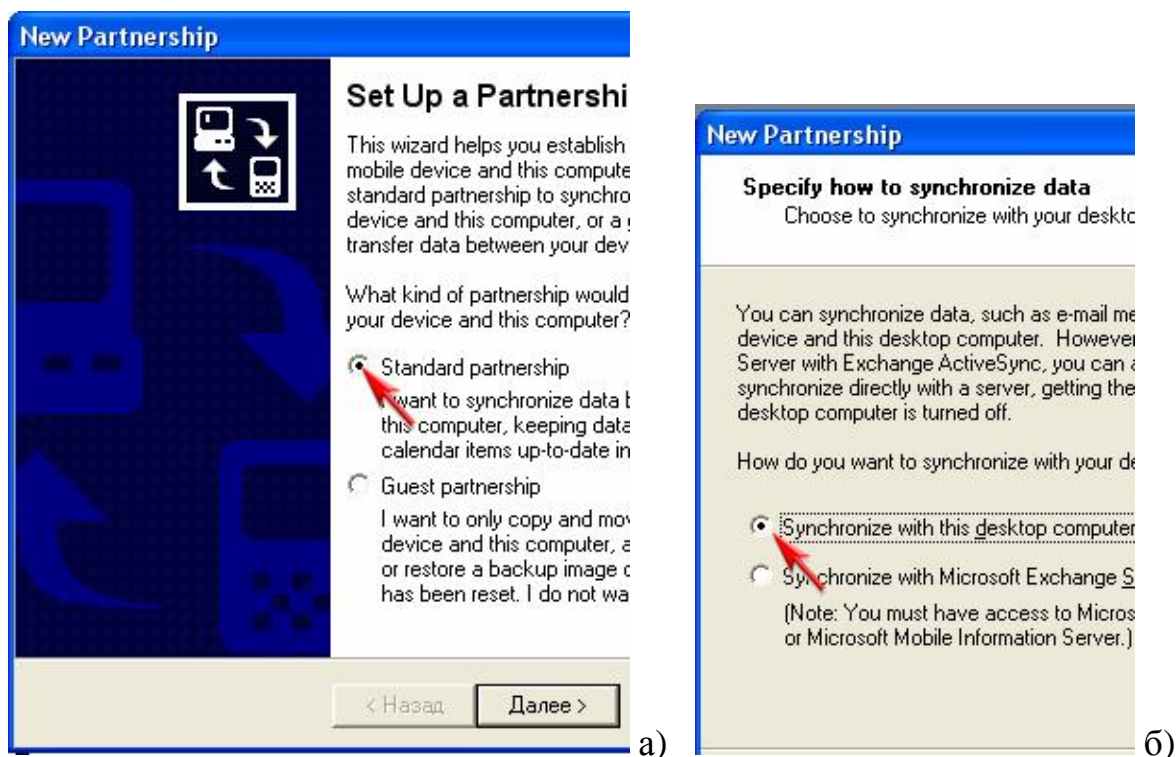 New Partnership
Set Up a Partnershi
This wizard helps you establish
mobile device and this compute
standard partnership to synchro
device and this computer, or a
transfer data between your dev
What kind of partnership would
your device and this computer?
Standard partnership
want to synchronize data b
this computer, keeping data
calendar items up-to-date in
Guest partnership
I want to only copy and mov
device and this computer, a
or restore a backup image
has been reset. I do not wa
< Назад
Далее >
а)
New Partnership
Specify how to synchronize data
Choose to synchronize with your deskto
You can synchronize data, such as e-mail me
device and this desktop computer. However
Server with Exchange ActiveSync, you can a
synchronize directly with a server, getting the
desktop computer is turned off.
How do you want to synchronize with your de
Synchronize with this desktop computer
Synchronize with Microsoft Exchange S
(Note: You must have access to Micros
or Microsoft Mobile Information Server.)
б)